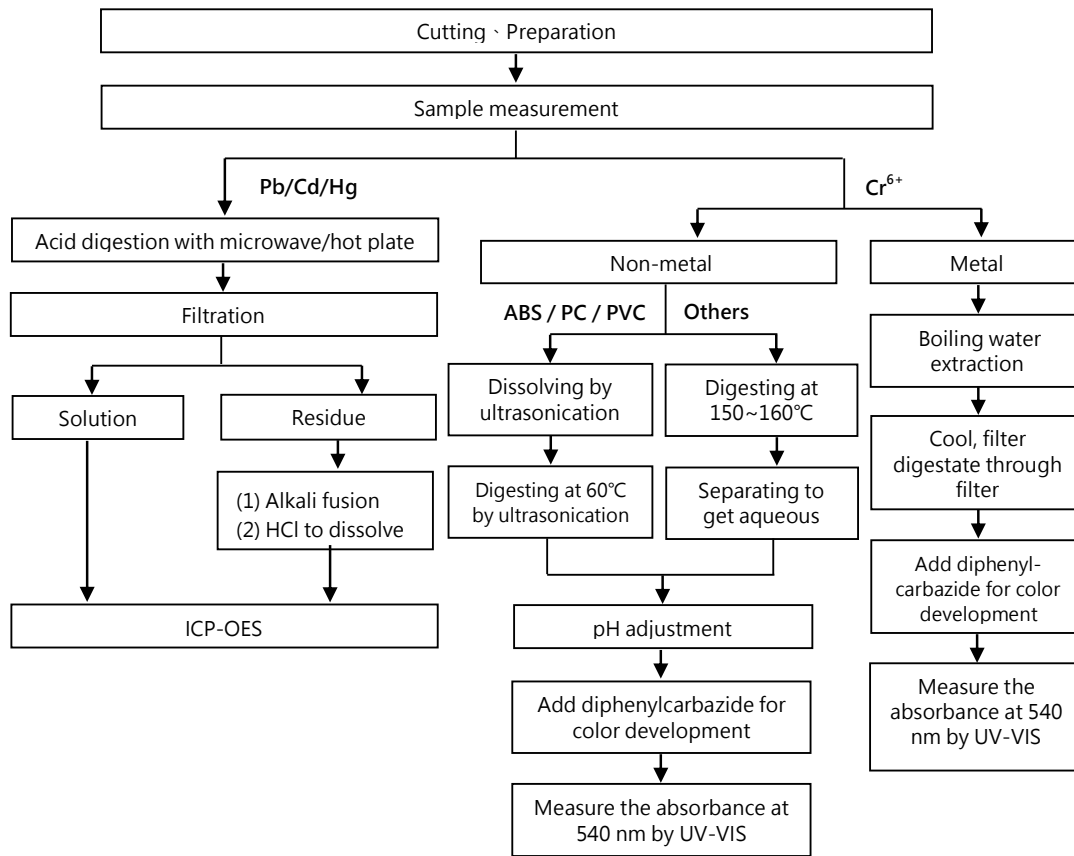 Cutting、Preparation
Sample measurement
Pb/Cd/Hg
Cr⁶⁺
Acid digestion with microwave/hot plate
Non-metal
Metal
Filtration
ABS / PC / PVC
Others
Boiling water
extraction
Solution
Residue
Dissolving by
ultrasonication
Digesting at
150~160℃
Cool, filter
digestate through
filter
(1) Alkali fusion
(2) HCl to dissolve
Digesting at 60℃
by ultrasonication
Separating to
get aqueous
Add diphenyl-
carbazide for color
development
ICP-OES
pH adjustment
Measure the
absorbance at 540
nm by UV-VIS
Add diphenylcarbazide for
color development
Measure the absorbance at
540 nm by UV-VIS